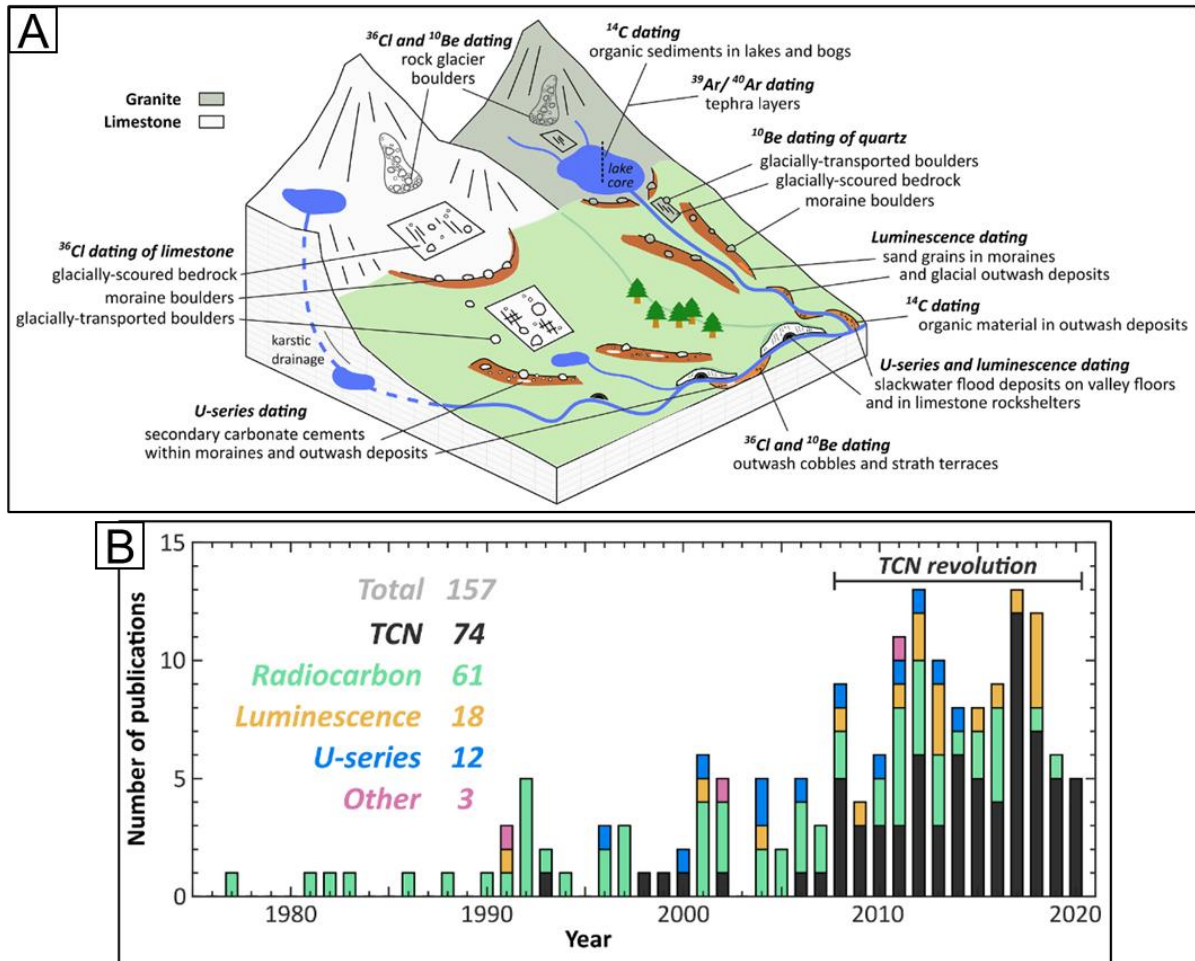 A
³⁶Cl and ¹⁰Be dating
rock glacier
boulders
¹⁴C dating
organic sediments in lakes and bogs
³⁹Ar/ ⁴⁰Ar dating
tephra layers
Granite
Limestone
¹⁰Be dating of quartz
glacially-transported boulders
glacially-scoured bedrock
moraine boulders
lake
core
³⁶Cl dating of limestone
glacially-scoured bedrock
moraine boulders
glacially-transported boulders
Luminescence dating
sand grains in moraines
and glacial outwash deposits
¹⁴C dating
organic material in outwash deposits
karstic
drainage
U-series and luminescence dating
slackwater flood deposits on valley floors
and in limestone rockshelters
U-series dating
secondary carbonate cements
within moraines and outwash deposits
³⁶Cl and ¹⁰Be dating
outwash cobbles and strath terraces
B
15
10
5
0
Number of publications
Total 157
TCN 74
Radiocarbon 61
Luminescence 18
U-series 12
Other 3
TCN revolution
1980 1990 2000 2010 2020
Year